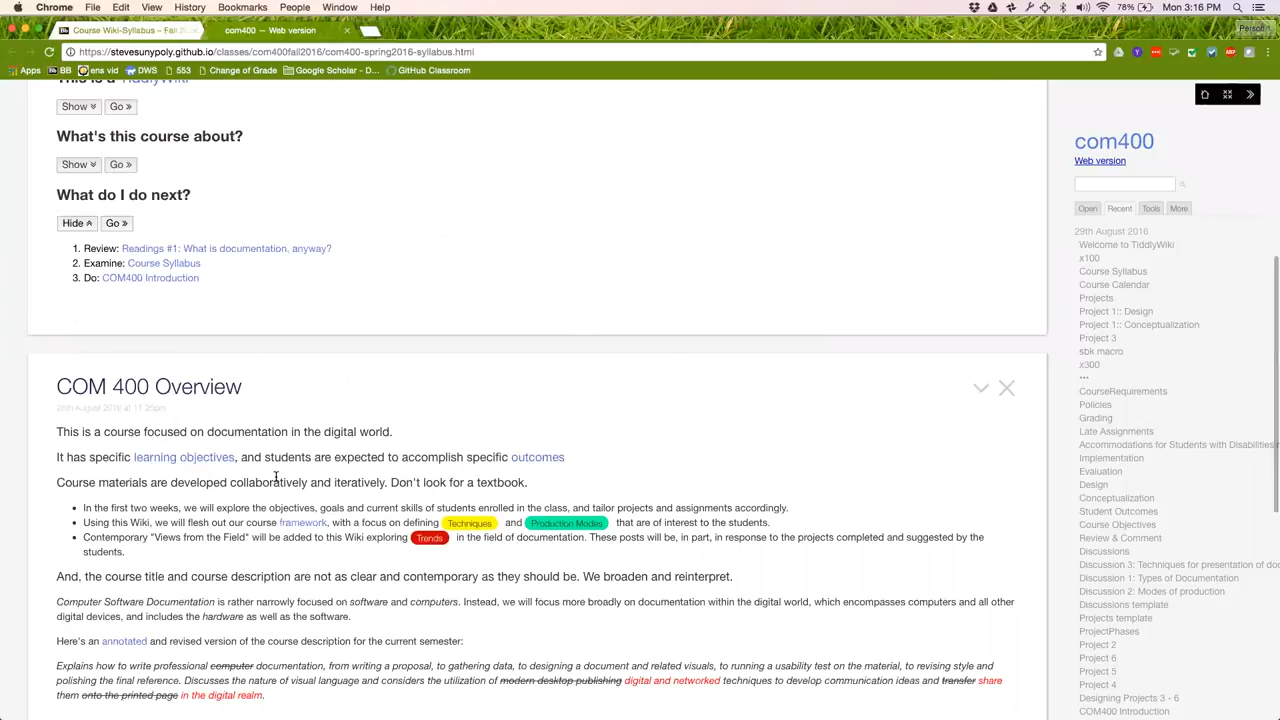 Chrome File Edit View History Bookmarks People Window Help 78% Mon 3:16 PM
Course Wiki-Syllabus – Fall 20 com400 — Web version Person 1
https://stevesunypoly.github.io/classes/com400fall2016/com400-spring2016-syllabus.html
Apps BB ens vid DWS 553 Change of Grade Google Scholar - D... GitHub Classroom
This is a TiddlyWiki
Show Go
What's this course about?
Show Go
What do I do next?
Hide Go
1. Review: Readings #1: What is documentation, anyway?
2. Examine: Course Syllabus
3. Do: COM400 Introduction
COM 400 Overview
This is a course focused on documentation in the digital world.
It has specific learning objectives, and students are expected to accomplish specific outcomes
Course materials are developed collaboratively and iteratively. Don't look for a textbook.
• In the first two weeks, we will explore the objectives, goals and current skills of students enrolled in the class, and tailor projects and assignments accordingly.
• Using this Wiki, we will flesh out our course framework, with a focus on defining Techniques and Production Modes that are of interest to the students.
• Contemporary "Views from the Field" will be added to this Wiki exploring Trends in the field of documentation. These posts will be, in part, in response to the projects completed and suggested by the
students.
And, the course title and course description are not as clear and contemporary as they should be. We broaden and reinterpret.
Computer Software Documentation is rather narrowly focused on software and computers. Instead, we will focus more broadly on documentation within the digital world, which encompasses computers and all other
digital devices, and includes the hardware as well as the software.
Here's an annotated and revised version of the course description for the current semester:
Explains how to write professional computer documentation, from writing a proposal, to gathering data, to designing a document and related visuals, to running a usability test on the material, to revising style and
polishing the final reference. Discusses the nature of visual language and considers the utilization of modern desktop publishing digital and networked techniques to develop communication ideas and transfer share
them onto the printed page in the digital realm.
com400
Web version
Open Recent Tools More
29th August 2016
Welcome to TiddlyWiki
x100
Course Syllabus
Course Calendar
Projects
Project 1:: Design
Project 1:: Conceptualization
Project 3
sbk macro
x300
***
CourseRequirements
Policies
Grading
Late Assignments
Accommodations for Students with Disabilities
Implementation
Evaluation
Design
Conceptualization
Student Outcomes
Course Objectives
Review & Comment
Discussions
Discussion 3: Techniques for presentation of doc
Discussion 1: Types of Documentation
Discussion 2: Modes of production
Discussions template
Projects template
ProjectPhases
Project 2
Project 6
Project 5
Project 4
Designing Projects 3 - 6
COM400 Introduction